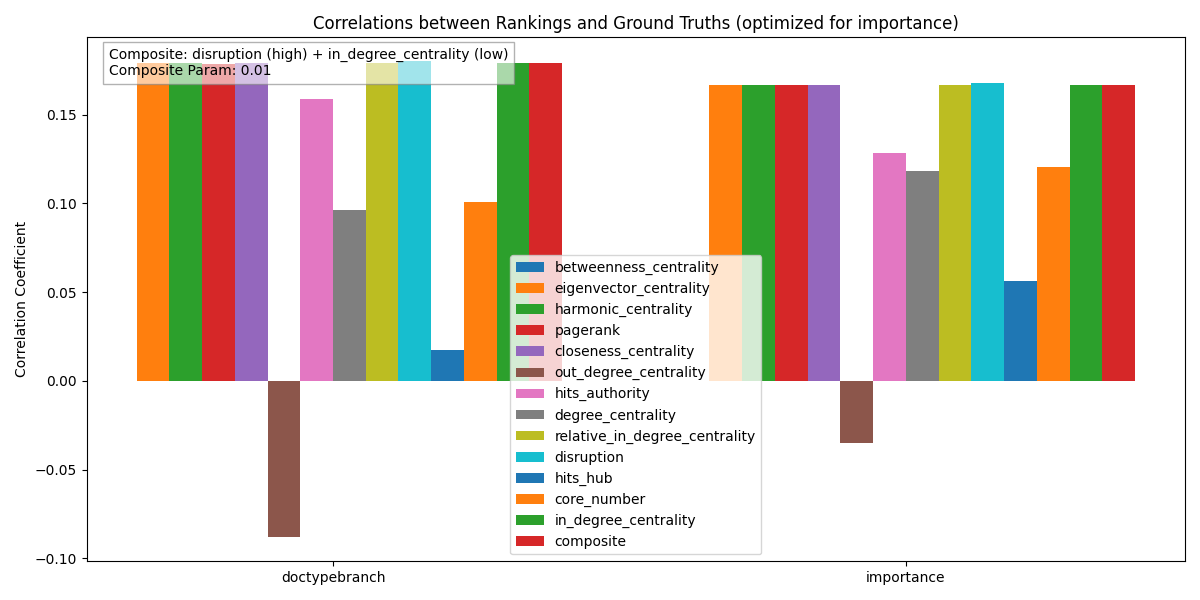 Correlations between Rankings and Ground Truths (optimized for importance)
Composite: disruption (high) + in_degree_centrality (low)
Composite Param: 0.01
Correlation Coefficient
0.15
0.10
0.05
0.00
−0.05
−0.10
betweenness_centrality
eigenvector_centrality
harmonic_centrality
pagerank
closeness_centrality
out_degree_centrality
hits_authority
degree_centrality
relative_in_degree_centrality
disruption
hits_hub
core_number
in_degree_centrality
composite
doctypebranch
importance